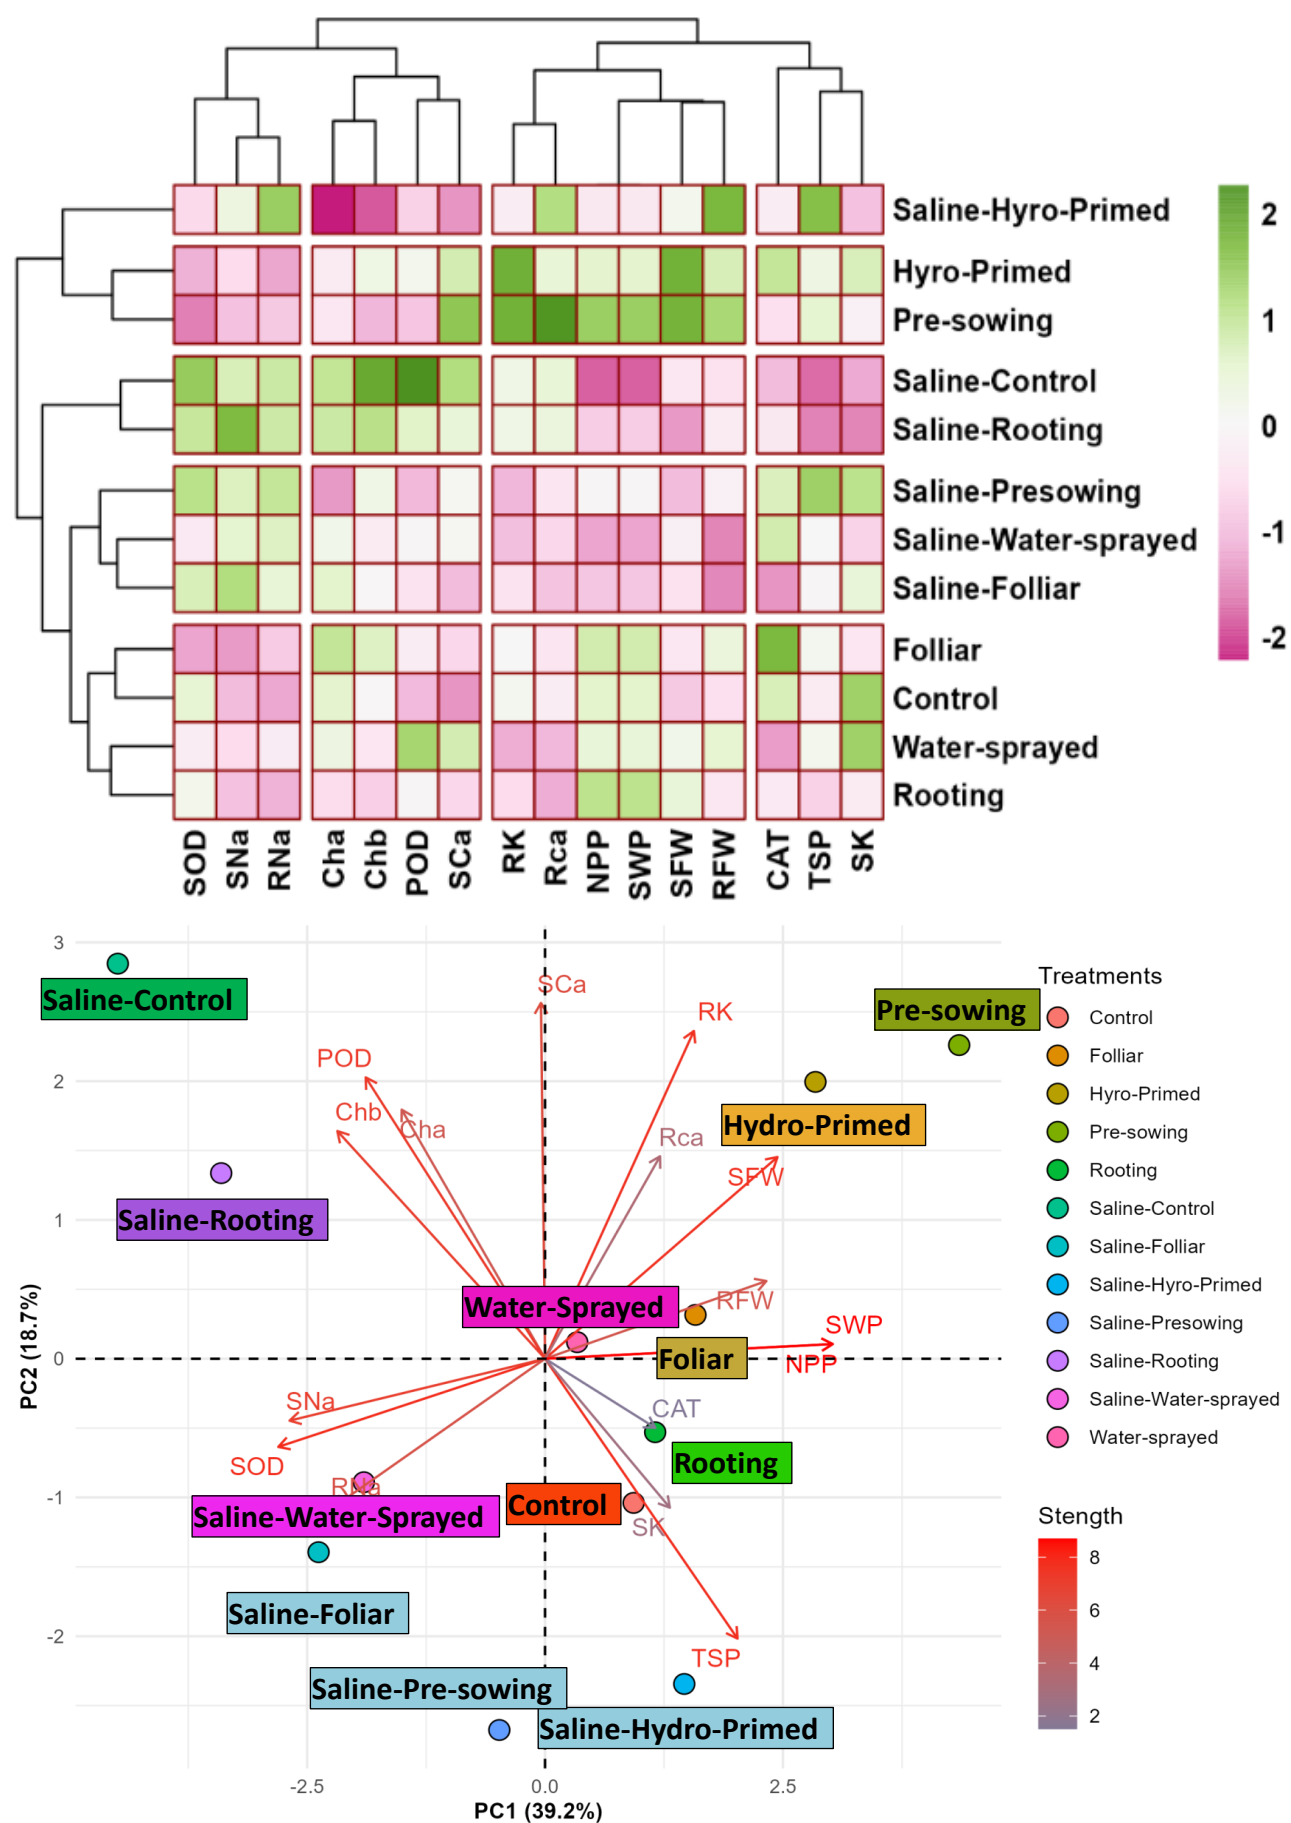 Saline-Hyro-Primed
Hyro-Primed
Pre-sowing
Saline-Control
Saline-Rooting
Saline-Presowing
Saline-Water-sprayed
Saline-Folliar
Folliar
Control
Water-sprayed
Rooting
2
1
0
-1
-2
SOD SNa RNa Cha Chb POD SCa RK Rca NPP SWP SFW RFW CAT TSP SK
3
2
1
0
-1
-2
PC2 (18.7%)
SCa
RK
Pre-sowing
Saline-Control
POD
Chb
Cha
Hydro-Primed
Rca
SFW
Saline-Rooting
Water-Sprayed
RFW
SWP
NPP
Foliar
SNa
CAT
SOD
Rooting
RNa
Saline-Water-Sprayed
Control
SK
Saline-Foliar
TSP
Saline-Pre-sowing
Saline-Hydro-Primed
-2.5 0.0 2.5
PC1 (39.2%)
Treatments
Control
Folliar
Hyro-Primed
Pre-sowing
Rooting
Saline-Control
Saline-Folliar
Saline-Hyro-Primed
Saline-Presowing
Saline-Rooting
Saline-Water-sprayed
Water-sprayed
Stength
8
6
4
2